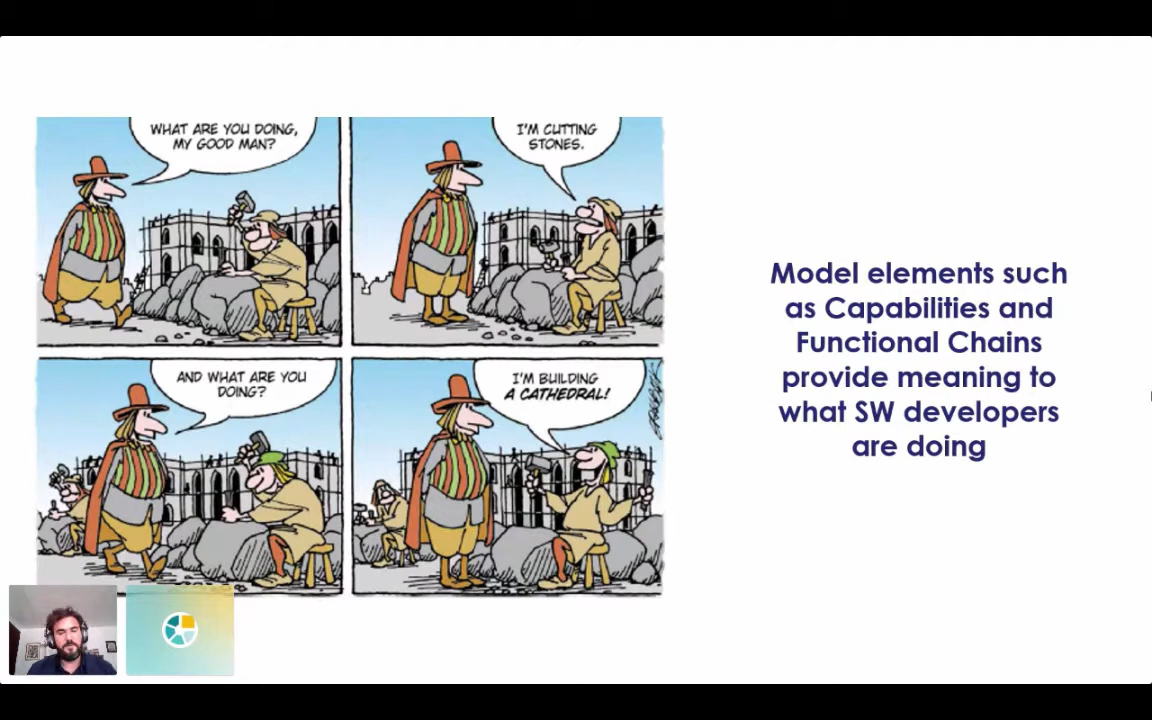 WHAT ARE YOU DOING,
MY GOOD MAN?
I'M CUTTING
STONES.
AND WHAT ARE YOU
DOING?
I'M BUILDING
A CATHEDRAL!
Model elements such
as Capabilities and
Functional Chains
provide meaning to
what SW developers
are doing